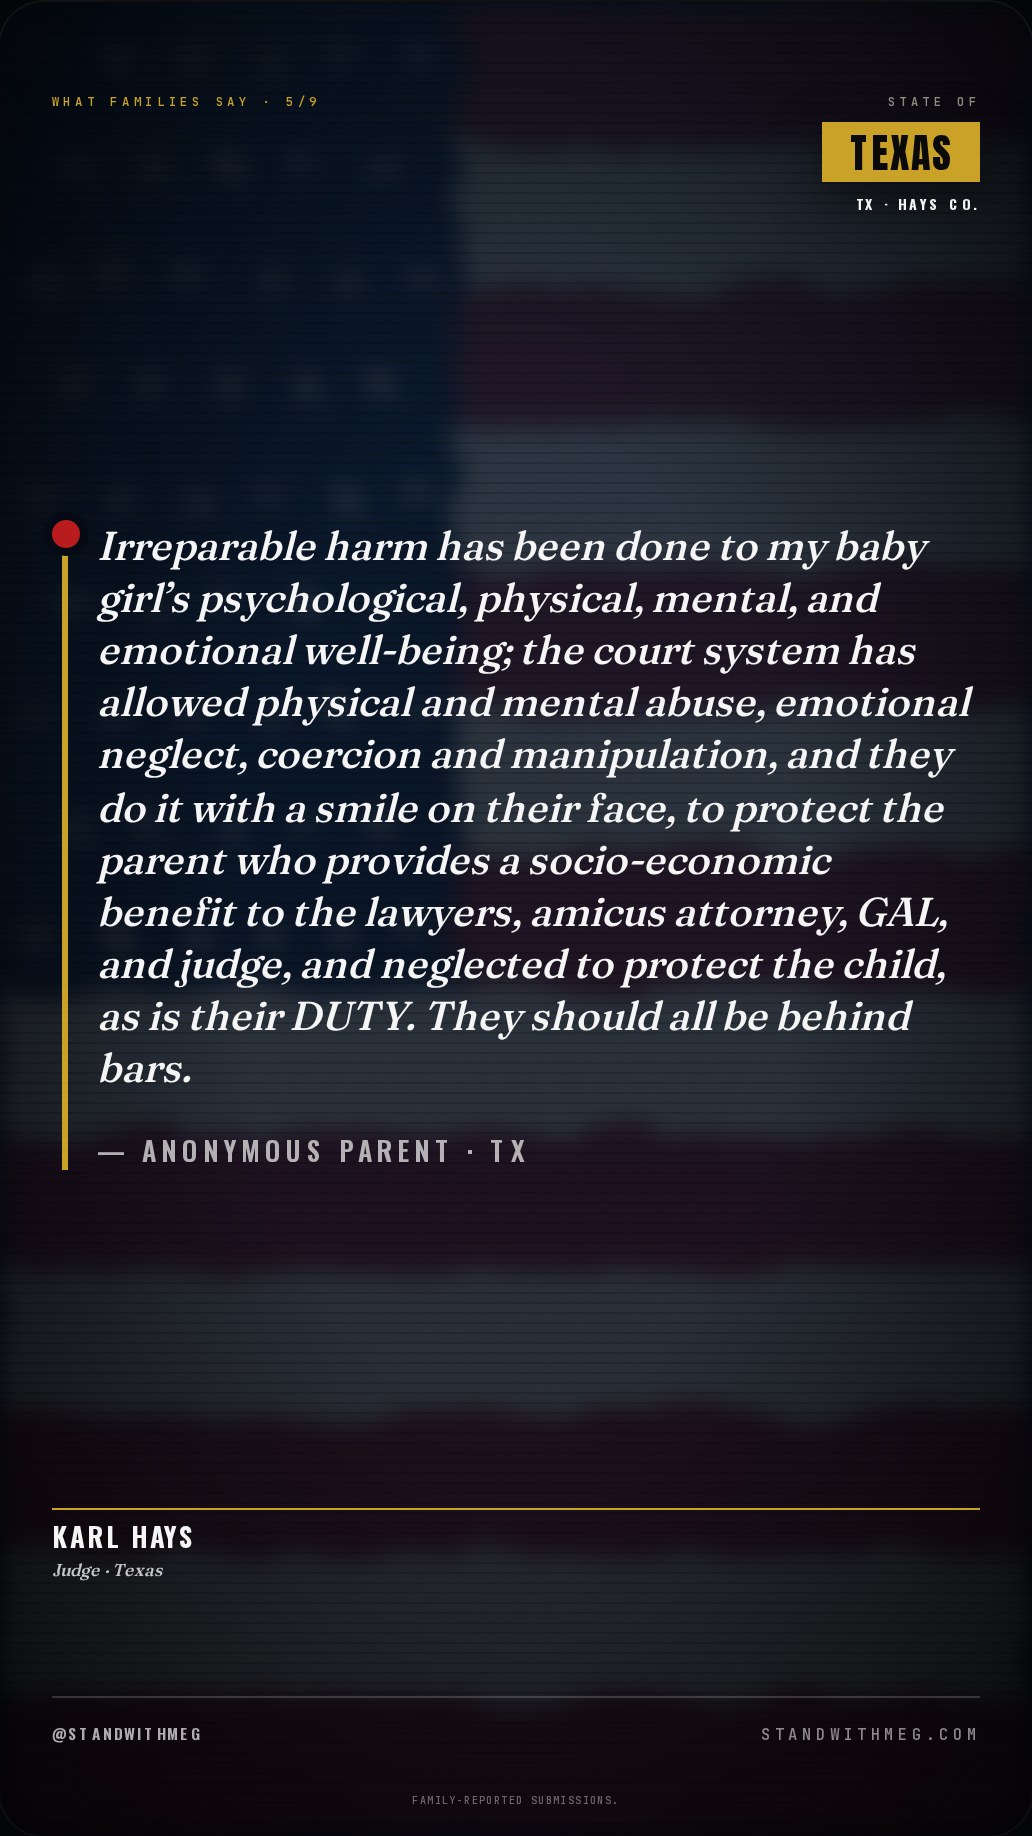 WHAT FAMILIES SAY · 5/9
STATE OF
TEXAS
TX · HAYS CO.
Irreparable harm has been done to my baby
girl’s psychological, physical, mental, and
emotional well-being; the court system has
allowed physical and mental abuse, emotional
neglect, coercion and manipulation, and they
do it with a smile on their face, to protect the
parent who provides a socio-economic
benefit to the lawyers, amicus attorney, GAL,
and judge, and neglected to protect the child,
as is their DUTY. They should all be behind
bars.
— ANONYMOUS PARENT · TX
KARL HAYS
Judge · Texas
@STANDWITHMEG
STANDWITHMEG.COM
FAMILY-REPORTED SUBMISSIONS.